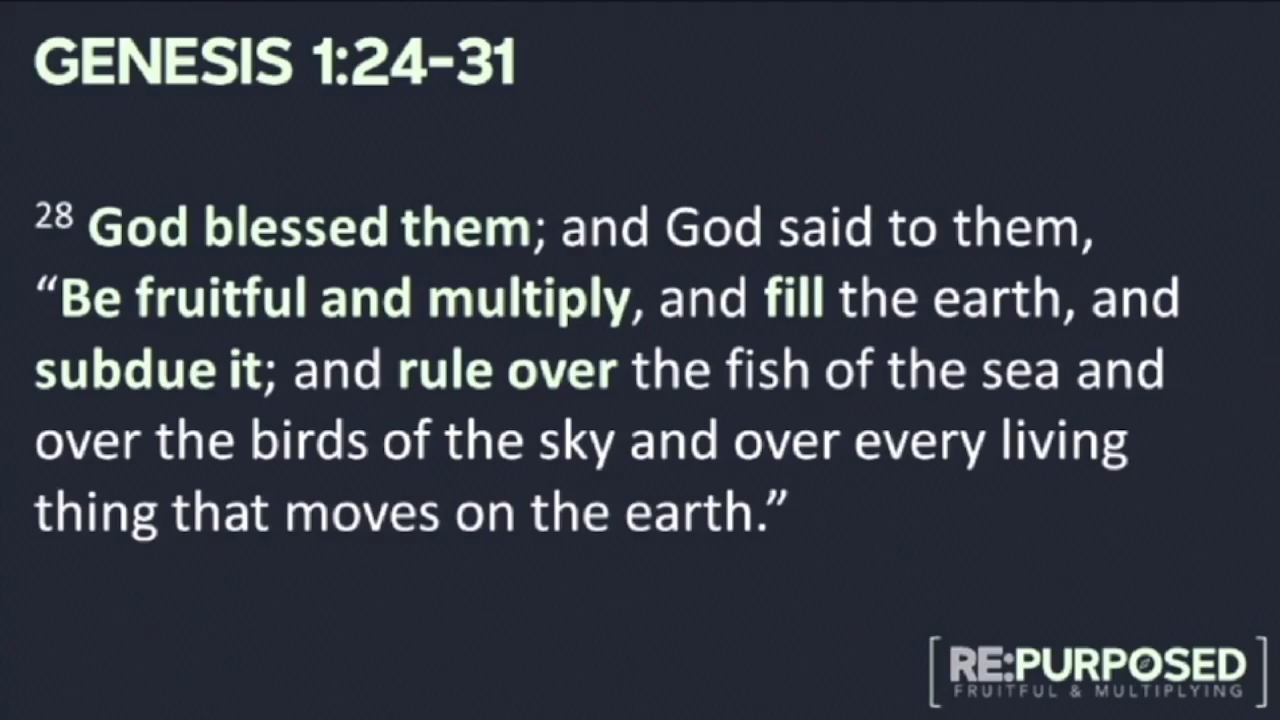 GENESIS 1:24-31
28 God blessed them; and God said to them,
“Be fruitful and multiply, and fill the earth, and
subdue it; and rule over the fish of the sea and
over the birds of the sky and over every living
thing that moves on the earth.”
[RE:PURPOSED]
FRUITFUL & MULTIPLYING